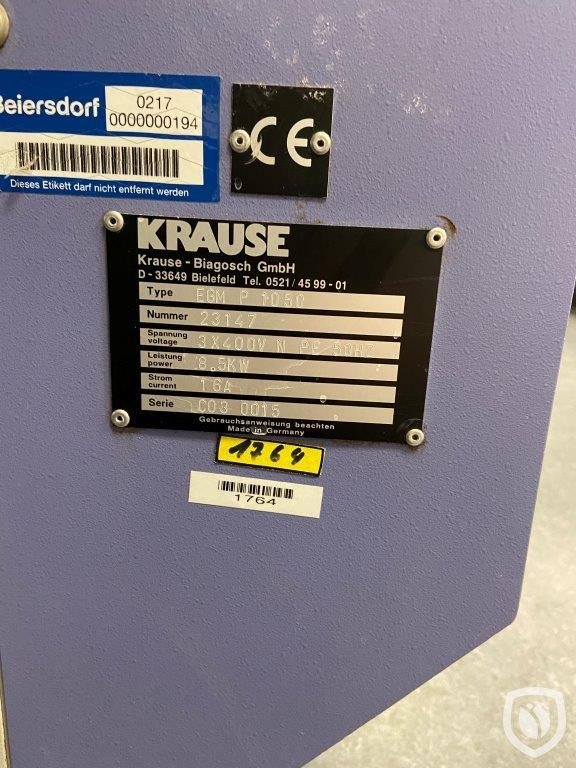 Beiersdorf
0217
0000000194
Dieses Etikett darf nicht entfernt werden
CE
KRAUSE
Krause - Biagosch GmbH
D - 33649 Bielefeld Tel. 0521/ 45 99 - 01
Type EGM P 1050
Nummer 23147
Spannung voltage 3X400V N PE 50HZ
Leistung power 8.5KW
Strom current 16A
Serie C03 0015
Gebrauchsanweisung beachten
Made in Germany
1764
1764